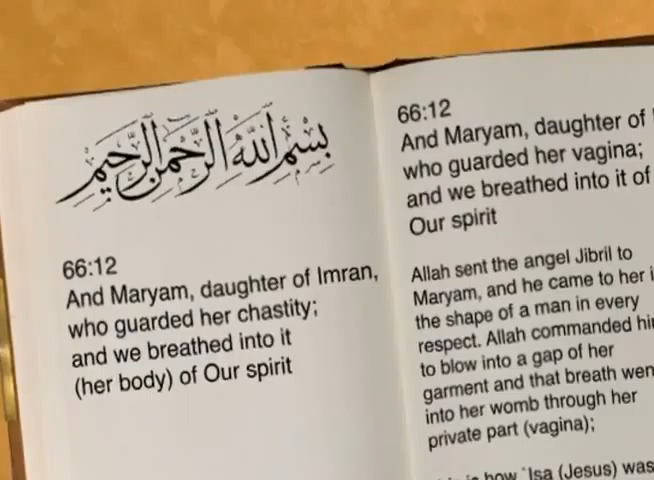 بسم الله الرحمن الرحيم
66:12
And Maryam, daughter of Imran,
who guarded her chastity;
and we breathed into it
(her body) of Our spirit
66:12
And Maryam, daughter of
who guarded her vagina;
and we breathed into it of
Our spirit
Allah sent the angel Jibril to
Maryam, and he came to her
the shape of a man in every
respect. Allah commanded
to blow into a gap of her
garment and that breath
into her womb through her
private part (vagina);
is how `Isa (Jesus) was